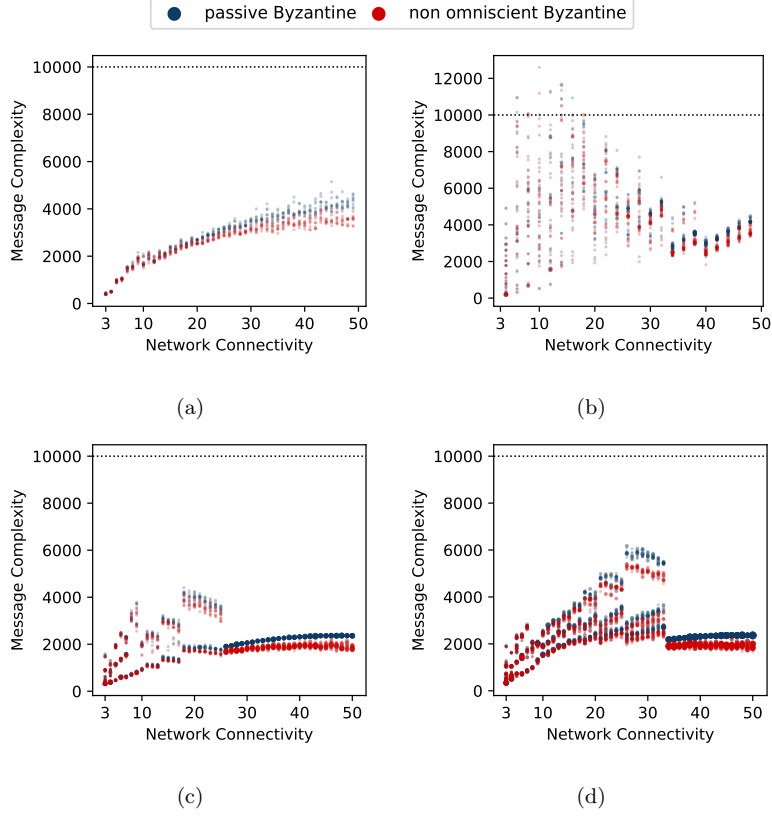 passive Byzantine non omniscient Byzantine
10000
8000
6000
4000
2000
0
Message Complexity
3 10 20 30 40 50
Network Connectivity
(a)
12000
10000
8000
6000
4000
2000
0
Message Complexity
3 10 20 30 40 50
Network Connectivity
(b)
10000
8000
6000
4000
2000
0
Message Complexity
3 10 20 30 40 50
Network Connectivity
(c)
10000
8000
6000
4000
2000
0
Message Complexity
3 10 20 30 40 50
Network Connectivity
(d)